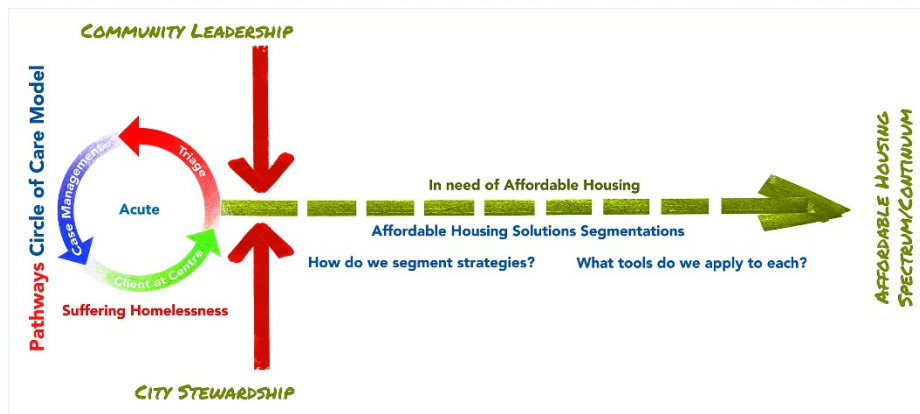 COMMUNITY LEADERSHIP
Pathways Circle of Care Model
Case Management
Triage
Acute
Client at Centre
Suffering Homelessness
In need of Affordable Housing
Affordable Housing Solutions Segmentations
How do we segment strategies? What tools do we apply to each?
AFFORDABLE HOUSING
SPECTRUM/CONTINUUM
CITY STEWARDSHIP